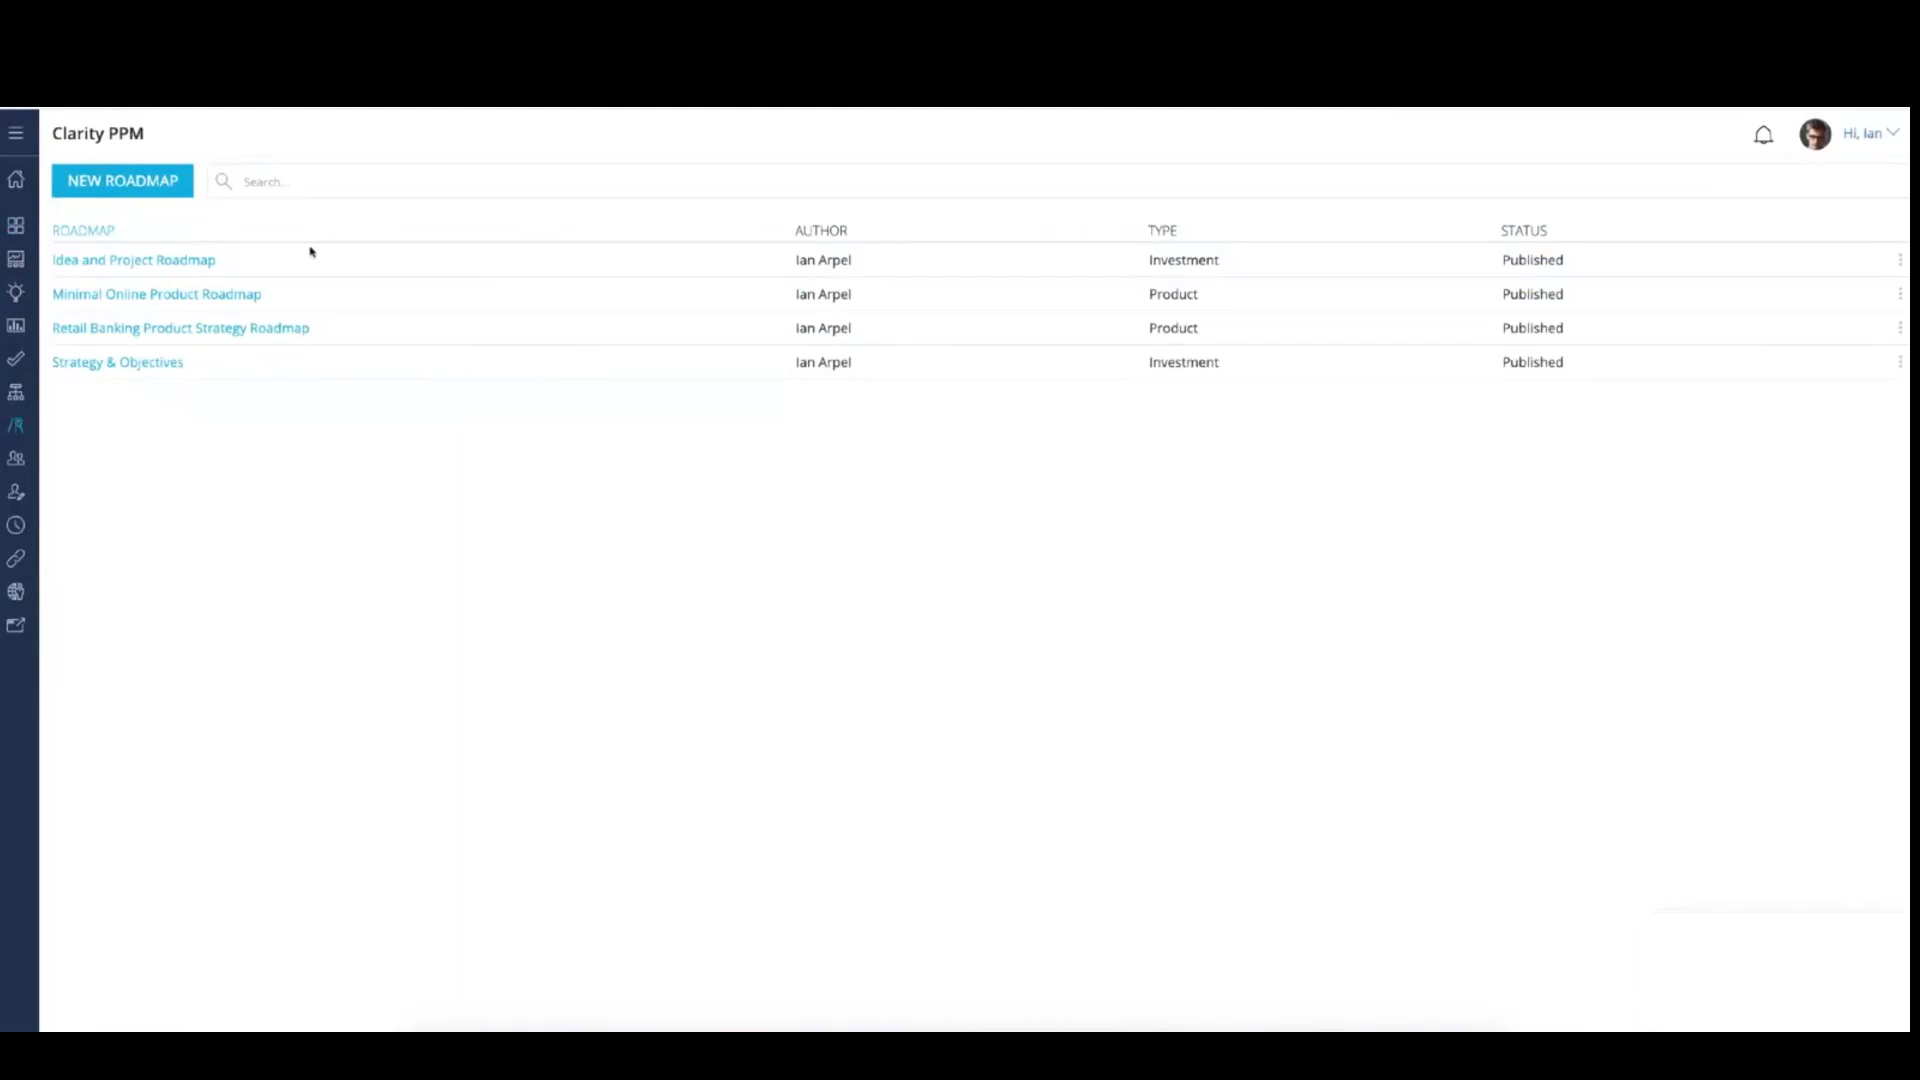 Clarity PPM
Hi, Ian
NEW ROADMAP
Search...
ROADMAP AUTHOR TYPE STATUS
Idea and Project Roadmap Ian Arpel Investment Published
Minimal Online Product Roadmap Ian Arpel Product Published
Retail Banking Product Strategy Roadmap Ian Arpel Product Published
Strategy & Objectives Ian Arpel Investment Published